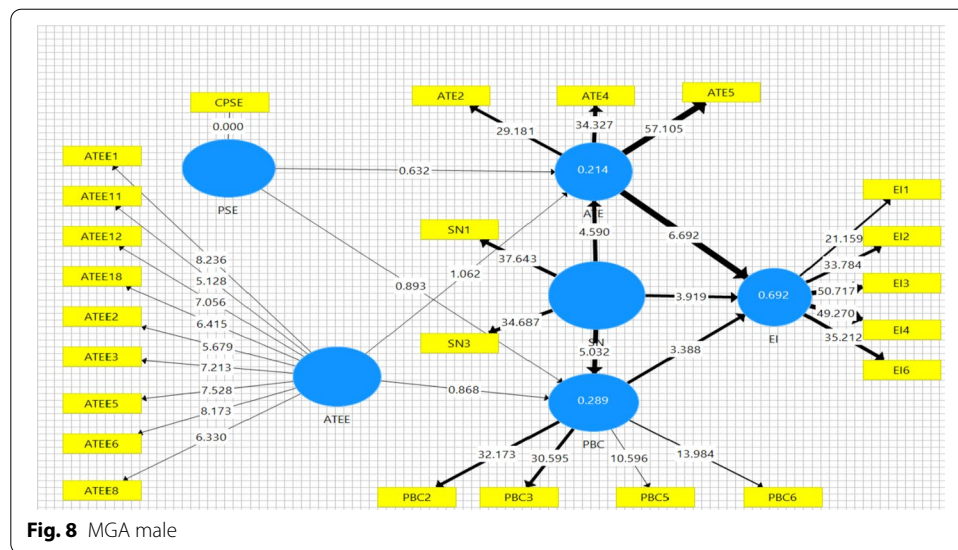 CPSE
0.000
PSE
ATEE1
ATEE11
ATEE12
ATEE18
ATEE2
ATEE3
ATEE5
ATEE6
ATEE8
8.236
5.128
7.056
6.415
5.679
7.213
7.528
8.173
6.330
ATEE
0.632
0.893
1.062
0.868
ATE2
ATE4
ATE5
29.181
34.327
57.105
0.214
ATE
4.590
6.692
SN1
37.643
SN3
34.687
SN
5.032
3.919
3.388
0.289
PBC
32.173
30.595
10.596
13.984
PBC2
PBC3
PBC5
PBC6
0.692
EI
21.159
33.784
50.717
49.270
35.212
EI1
EI2
EI3
EI4
EI6
Fig. 8 MGA male